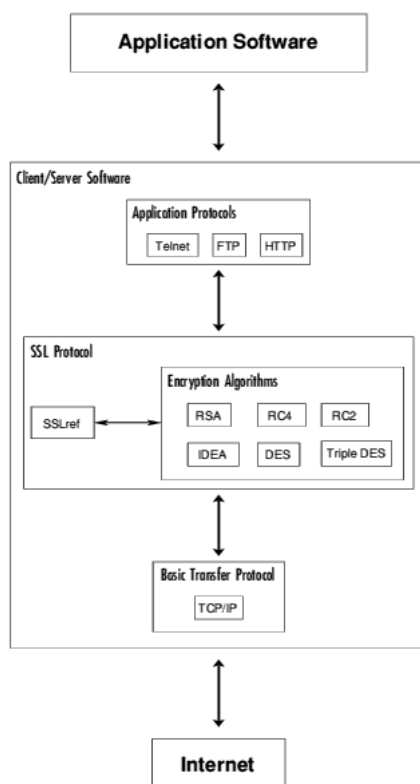 Application Software
Client/Server Software
Application Protocols
Telnet FTP HTTP
SSL Protocol
Encryption Algorithms
RSA RC4 RC2
SSLref
IDEA DES Triple DES
Basic Transfer Protocol
TCP/IP
Internet